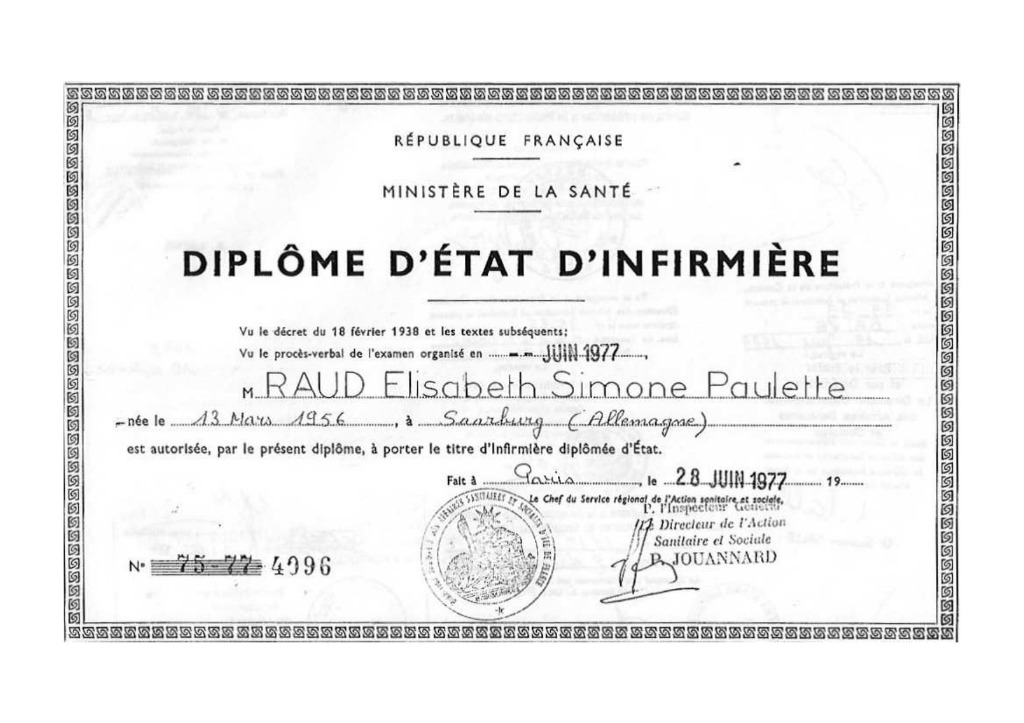 RÉPUBLIQUE FRANÇAISE
MINISTÈRE DE LA SANTÉ
DIPLÔME D'ÉTAT D'INFIRMIÈRE
Vu le décret du 18 février 1938 et les textes subséquents;
Vu le procès-verbal de l'examen organisé en -- JUIN 1977,
M RAUD Elisabeth Simone Paulette
née le 13 Mars 1956, à Saarburg (Allemagne)
est autorisée, par le présent diplôme, à porter le titre d'Infirmière diplômée d'État.
Fait à Paris, le 28 JUIN 1977 19
Le Chef du Service régional de l'Action sanitaire et sociale,
P. l'Inspecteur Général
Directeur de l'Action
Sanitaire et Sociale
P. JOUANNARD
N° 75-77 4096